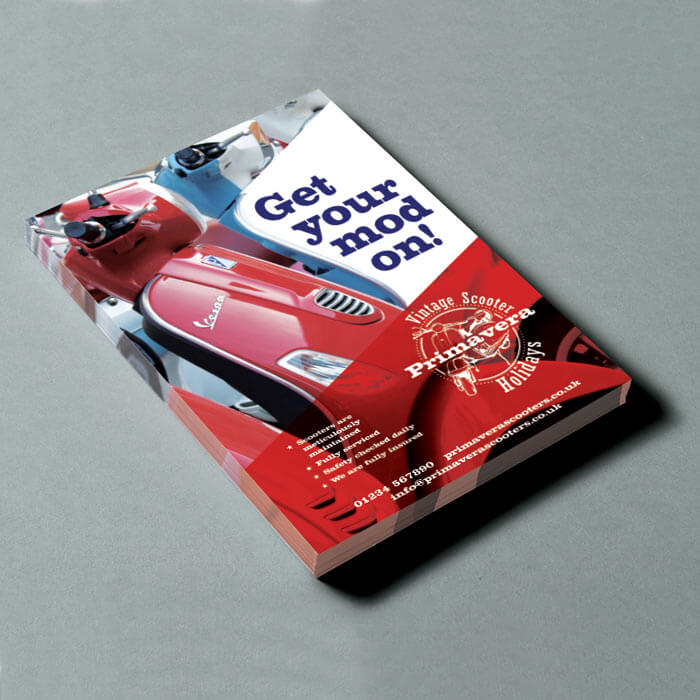 Get
your
mod
on!
Vespa
Vintage Scooter
Primavera
Holidays
* Scooters are
meticulously
maintained
* Fully serviced
* Safety checked daily
* We are fully insured
01234 567890 primaverascooters.co.uk
info@primaverascooters.co.uk